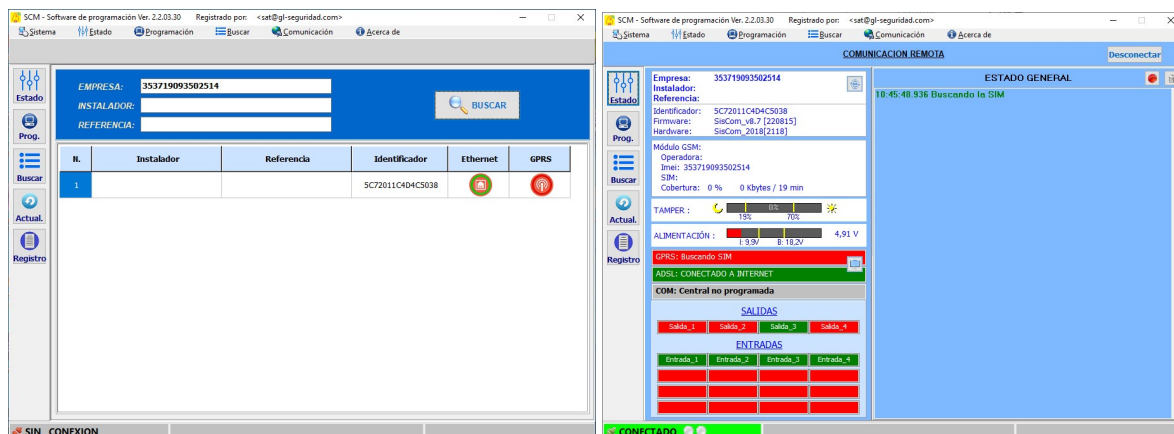 SCM - Software de programación Ver. 2.2.03.30 Registrado por: <sat@gl-seguridad.com>
Sistema Estado Programación Buscar Comunicación Acerca de
Estado
Prog.
Buscar
Actual.
Registro
EMPRESA: 353719093502514
INSTALADOR:
REFERENCIA:
BUSCAR
N. Instalador Referencia Identificador Ethernet GPRS
1 5C72011C4D4C5038
SIN CONEXION
SCM - Software de programación Ver. 2.2.03.30 Registrado por: <sat@gl-seguridad.com>
Sistema Estado Programación Buscar Comunicación Acerca de
COMUNICACION REMOTA
Desconectar
Estado
Prog.
Buscar
Actual.
Registro
Empresa: 353719093502514
Instalador:
Referencia:
Identificador: 5C72011C4D4C5038
Firmware: SisCom_v8.7 [220815]
Hardware: SisCom_2018[2118]
Módulo GSM:
Operadora:
Imei: 353719093502514
SIM:
Cobertura: 0 % 0 Kbytes / 19 min
TAMPER : 0%
19% 70%
ALIMENTACIÓN : 4,91 V
I: 9,9V B: 18,2V
GPRS: Buscando SIM
ADSL: CONECTADO A INTERNET
COM: Central no programada
SALIDAS
Salida_1 Salida_2 Salida_3 Salida_4
ENTRADAS
Entrada_1 Entrada_2 Entrada_3 Entrada_4
ESTADO GENERAL
10:45:48.936 Buscando la SIM
CONECTADO